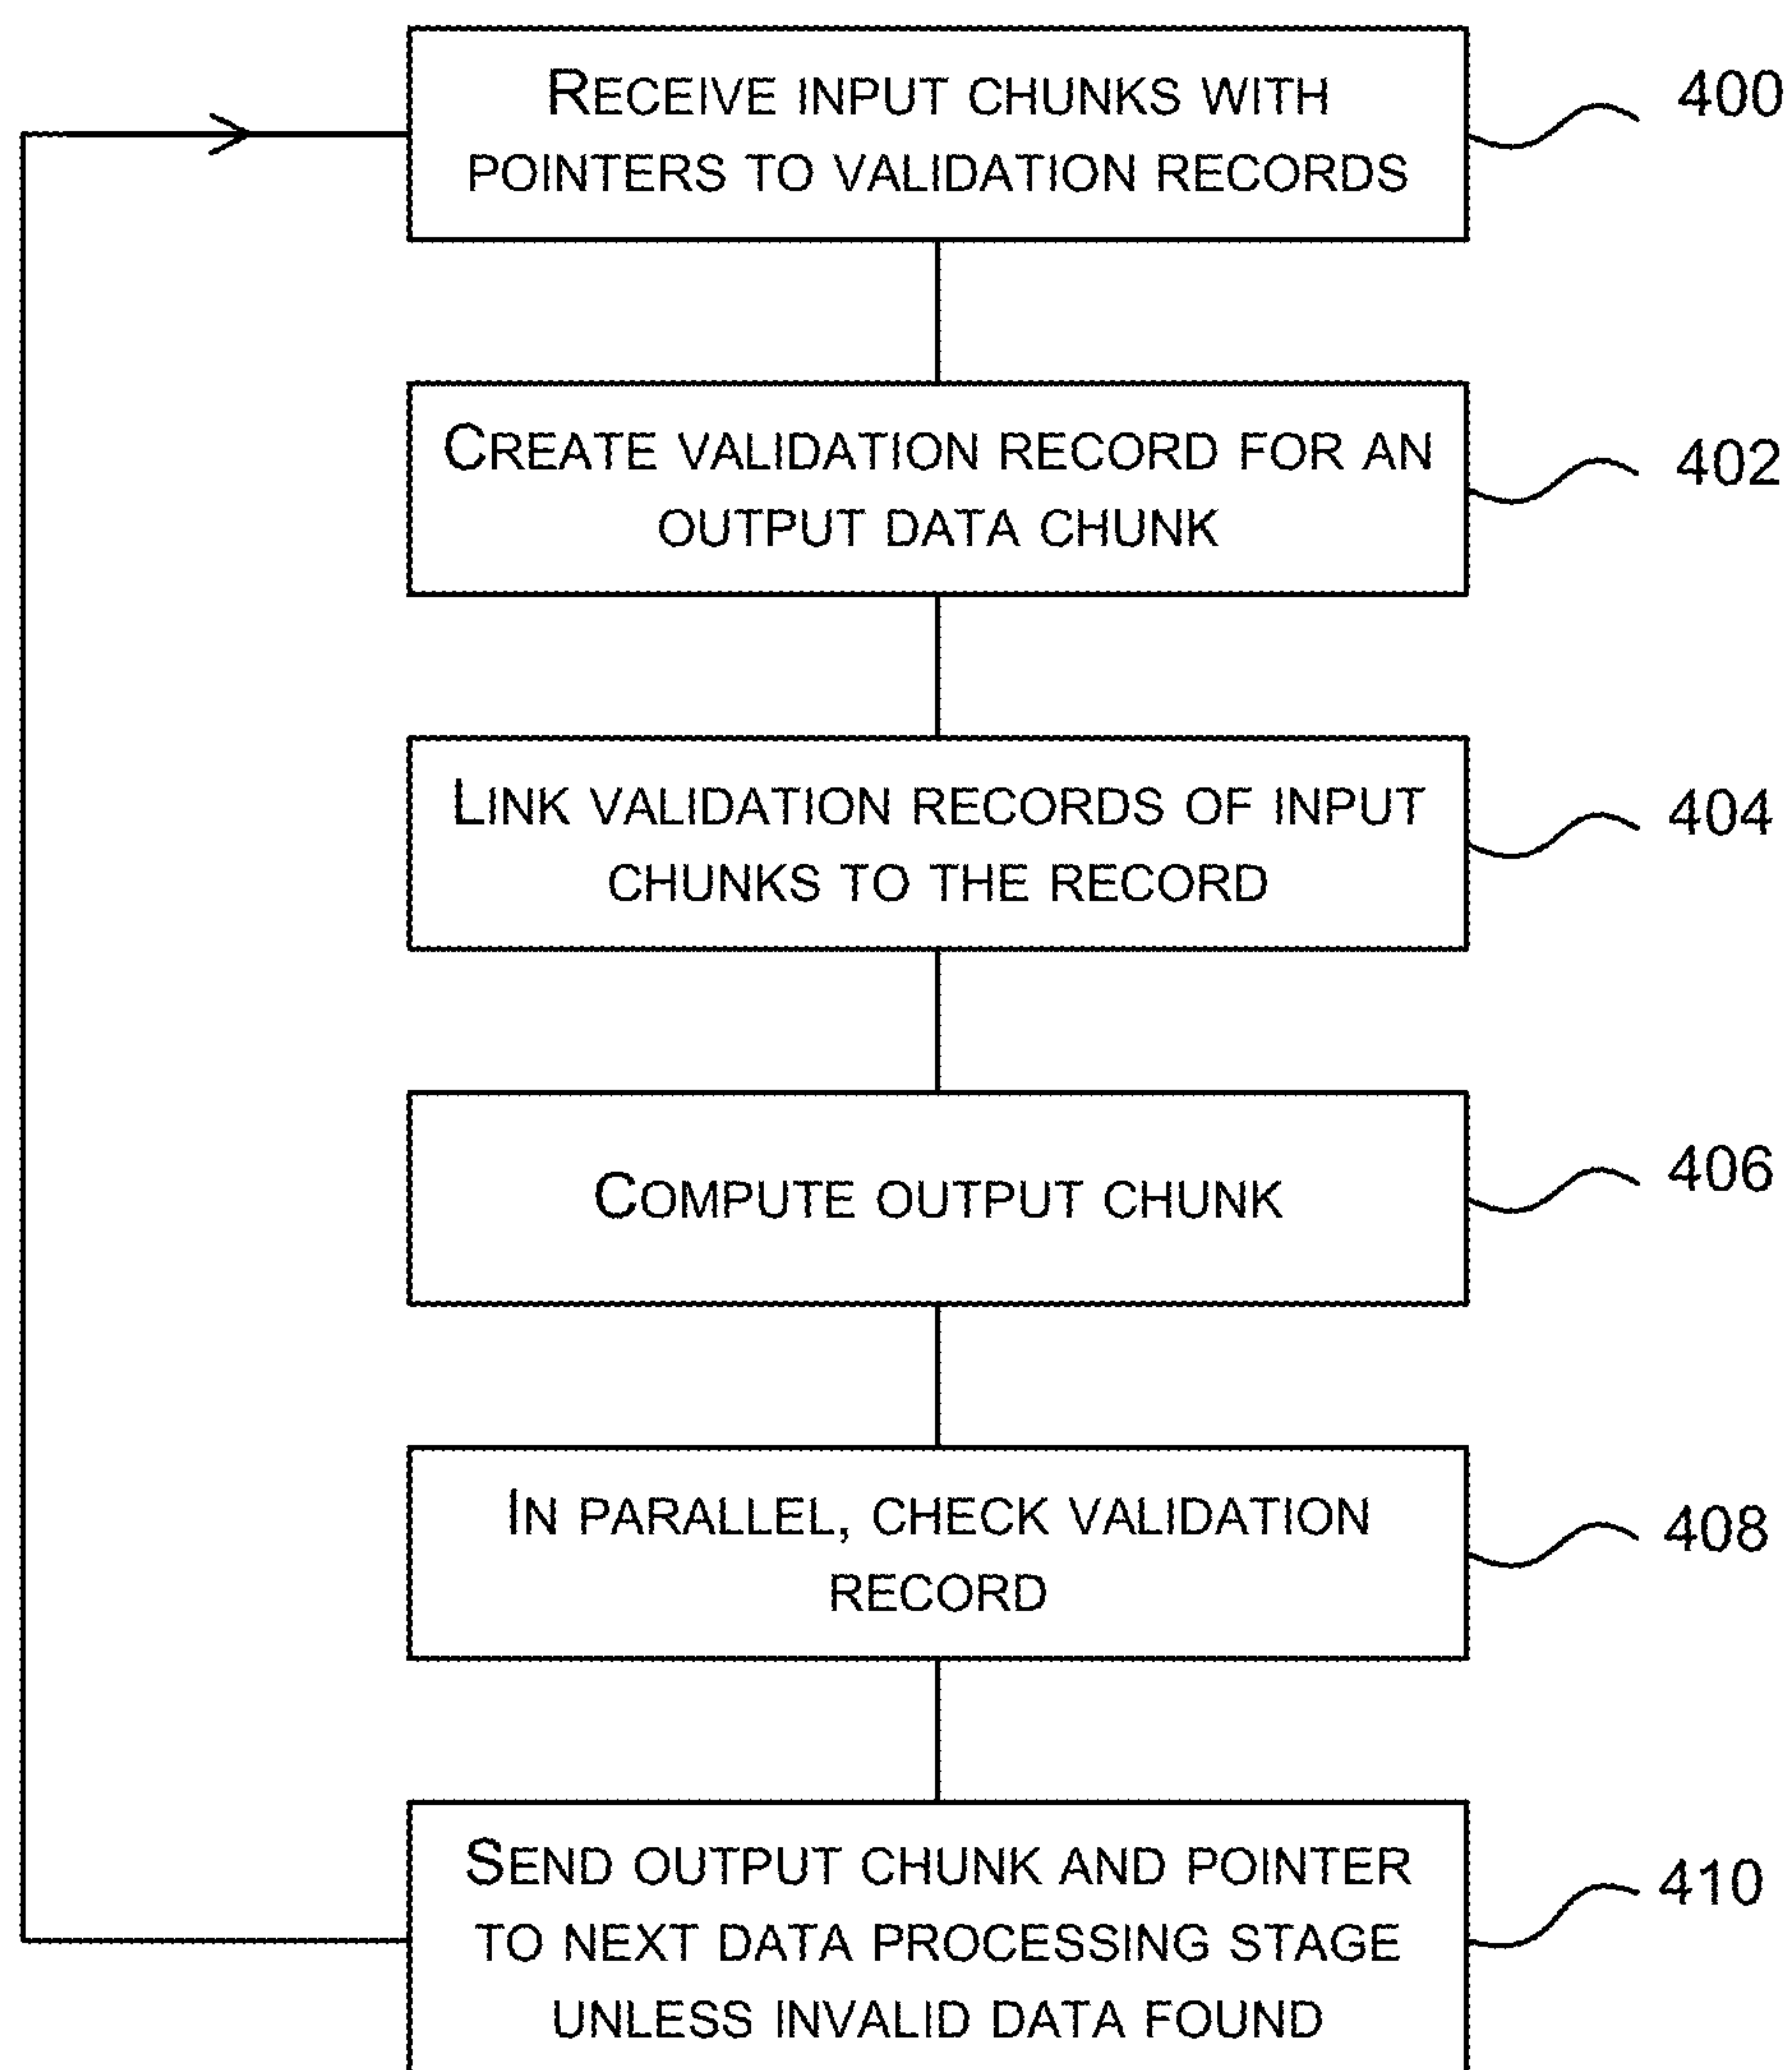 RECEIVE INPUT CHUNKS WITH
POINTERS TO VALIDATION RECORDS
400
CREATE VALIDATION RECORD FOR AN
OUTPUT DATA CHUNK
402
LINK VALIDATION RECORDS OF INPUT
CHUNKS TO THE RECORD
404
COMPUTE OUTPUT CHUNK
406
IN PARALLEL, CHECK VALIDATION
RECORD
408
SEND OUTPUT CHUNK AND POINTER
TO NEXT DATA PROCESSING STAGE
UNLESS INVALID DATA FOUND
410